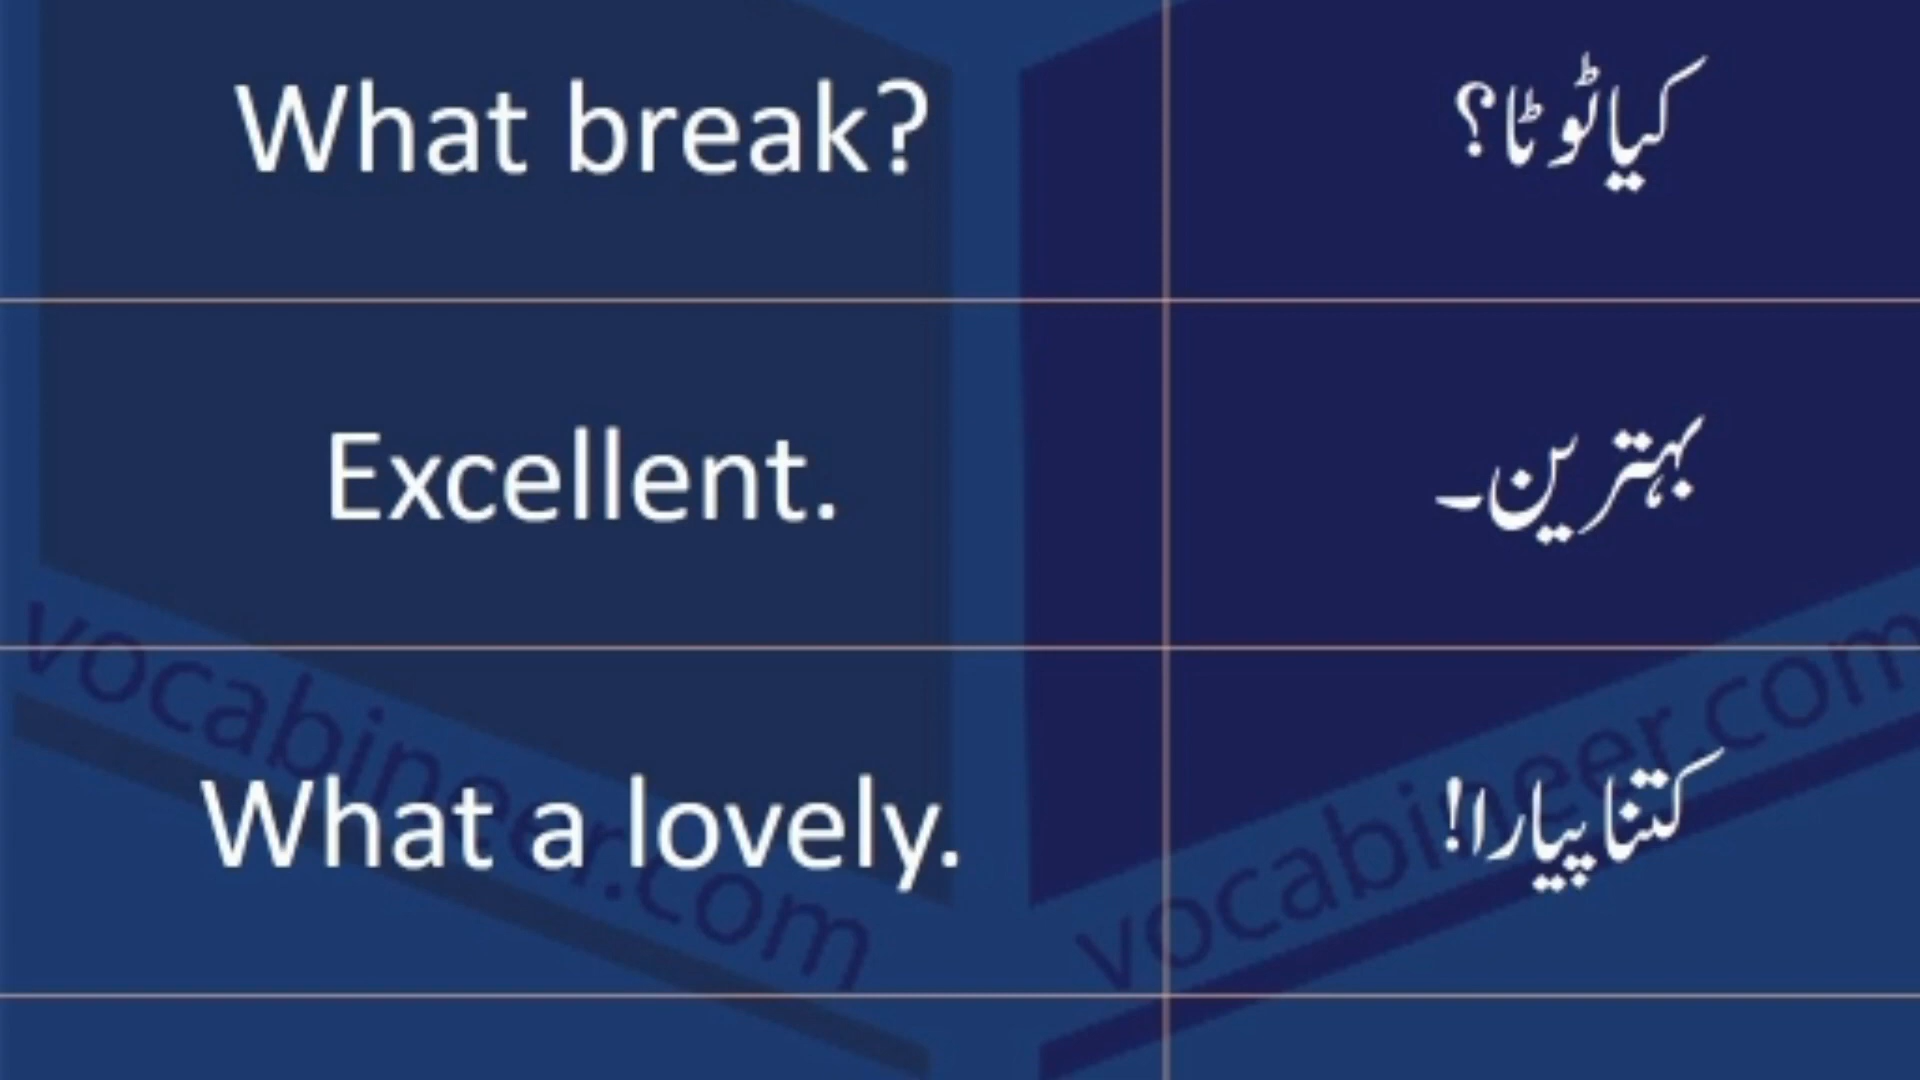 What break?
کیا ٹوٹا؟
Excellent.
بہترین۔
What a lovely.
کتنا پیارا!
vocabineer.com
vocabineer.com